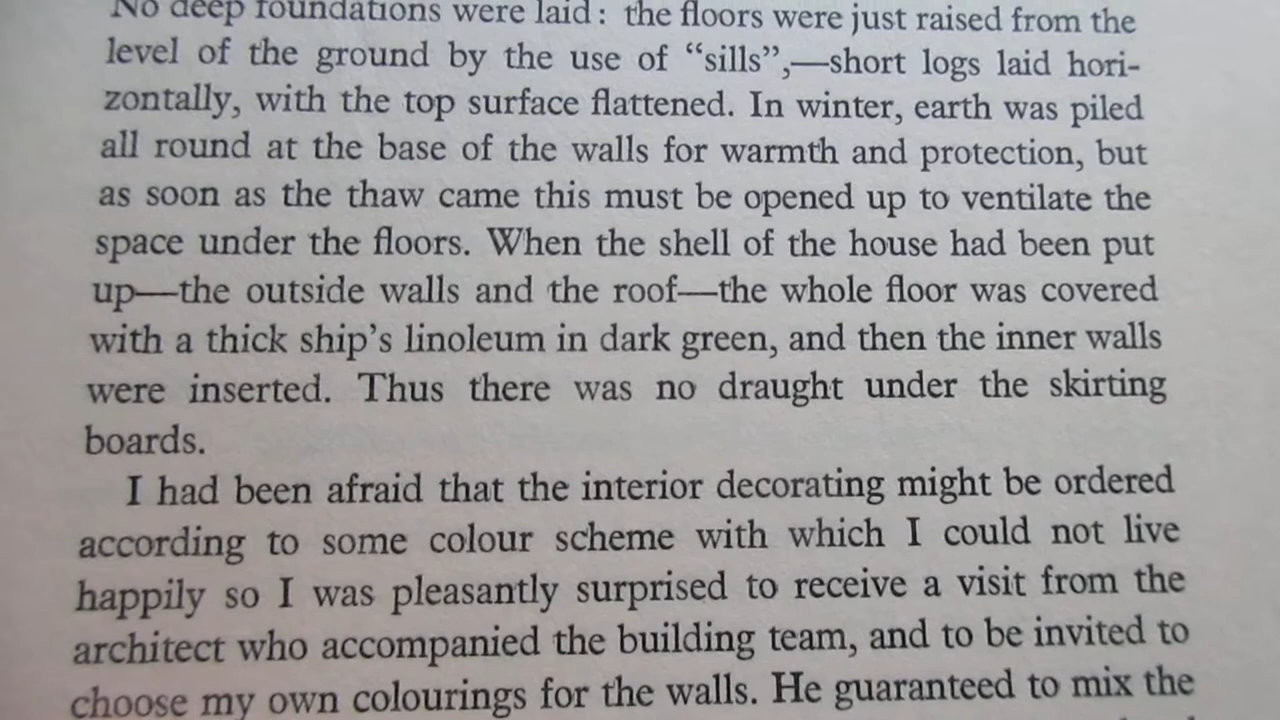 No deep foundations were laid: the floors were just raised from the
level of the ground by the use of “sills”,—short logs laid hori-
zontally, with the top surface flattened. In winter, earth was piled
all round at the base of the walls for warmth and protection, but
as soon as the thaw came this must be opened up to ventilate the
space under the floors. When the shell of the house had been put
up—the outside walls and the roof—the whole floor was covered
with a thick ship’s linoleum in dark green, and then the inner walls
were inserted. Thus there was no draught under the skirting
boards.
I had been afraid that the interior decorating might be ordered
according to some colour scheme with which I could not live
happily so I was pleasantly surprised to receive a visit from the
architect who accompanied the building team, and to be invited to
choose my own colourings for the walls. He guaranteed to mix the